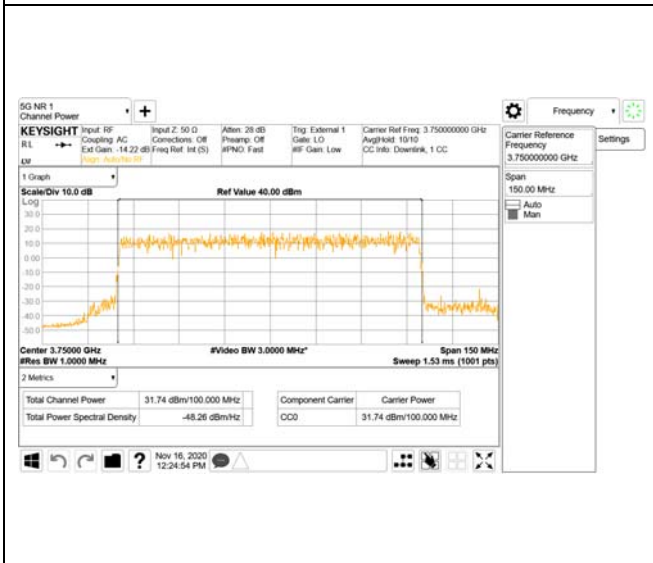 5G NR 1
Channel Power
Frequency
KEYSIGHT
RL
Input: RF
Coupling: AC
Ext Gain: -14.22 dB
Align: Auto/No RF
Input Z: 50 Ω
Corrections: Off
Freq Ref: Int (S)
Atten: 28 dB
Preamp: Off
#PNO: Fast
Trig: External 1
Gate: LO
#IF Gain: Low
Carrier Ref Freq: 3.750000000 GHz
Avg|Hold: 10/10
CC Info: Downlink, 1 CC
Carrier Reference
Frequency
3.750000000 GHz
Settings
Span
150.00 MHz
Auto
Man
1 Graph
Scale/Div 10.0 dB
Ref Value 40.00 dBm
Log
30.0
20.0
10.0
0.00
-10.0
-20.0
-30.0
-40.0
-50.0
Center 3.75000 GHz
#Video BW 3.0000 MHz*
Span 150 MHz
#Res BW 1.0000 MHz
Sweep 1.53 ms (1001 pts)
2 Metrics
Total Channel Power 31.74 dBm/100.000 MHz
Total Power Spectral Density -48.26 dBm/Hz
Component Carrier Carrier Power
CC0 31.74 dBm/100.000 MHz
Nov 16, 2020
12:24:54 PM